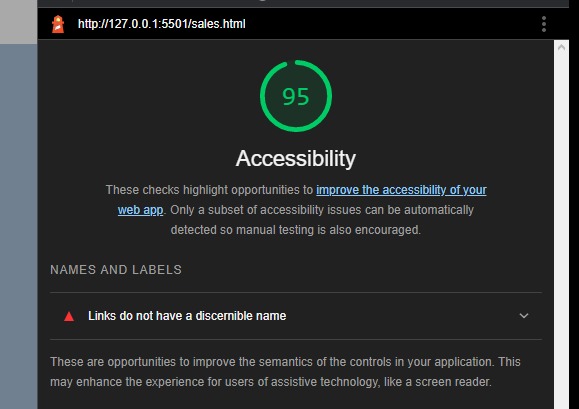 http://127.0.0.1:5501/sales.html
95
Accessibility
These checks highlight opportunities to improve the accessibility of your
web app. Only a subset of accessibility issues can be automatically
detected so manual testing is also encouraged.
NAMES AND LABELS
Links do not have a discernible name
These are opportunities to improve the semantics of the controls in your application. This
may enhance the experience for users of assistive technology, like a screen reader.